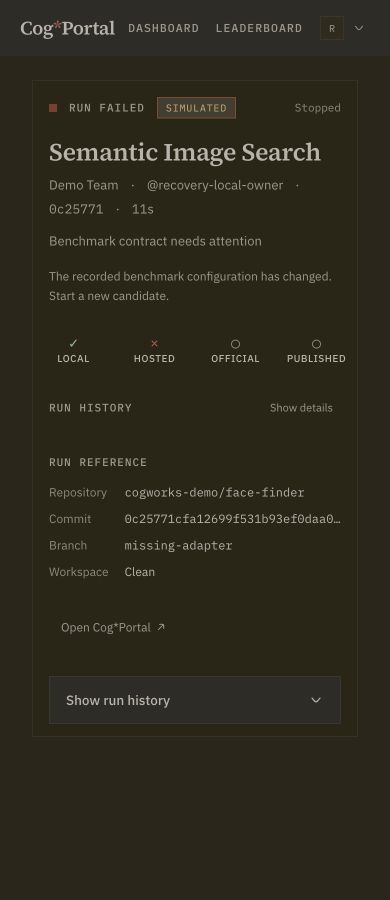 Cog*Portal DASHBOARD LEADERBOARD R
RUN FAILED SIMULATED Stopped
Semantic Image Search
Demo Team · @recovery-local-owner ·
0c25771 · 11s
Benchmark contract needs attention
The recorded benchmark configuration has changed.
Start a new candidate.
✓ × ○ ○
LOCAL HOSTED OFFICIAL PUBLISHED
RUN HISTORY Show details
RUN REFERENCE
Repository cogworks-demo/face-finder
Commit 0c25771cfa12699f531b93ef0daa0…
Branch missing-adapter
Workspace Clean
Open Cog*Portal ↗
Show run history